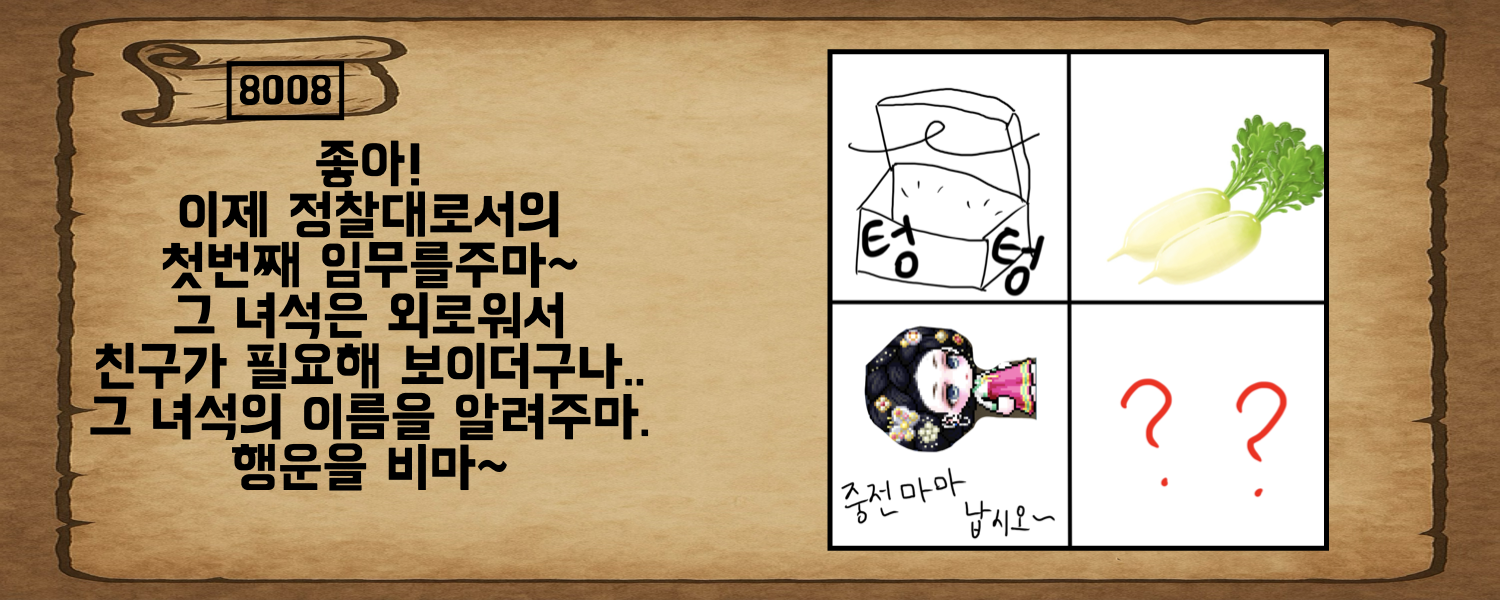 8008
좋아!
이제 정찰대로서의
첫번째 임무를주마~
그 녀석은 외로워서
친구가 필요해 보이더구나..
그 녀석의 이름을 알려주마.
행운을 비마~
텅 텅
중전마마
납시오~
? ?